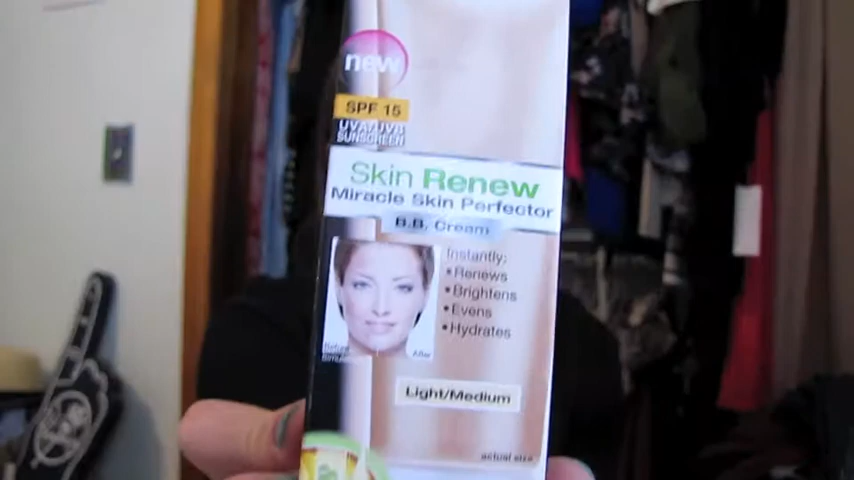 new
SPF 15
UVA/UVB
SUNSCREEN
Skin Renew
Miracle Skin Perfector
B.B. Cream
Instantly:
• Renews
• Brightens
• Evens
• Hydrates
Before
After
Light/Medium
actual size